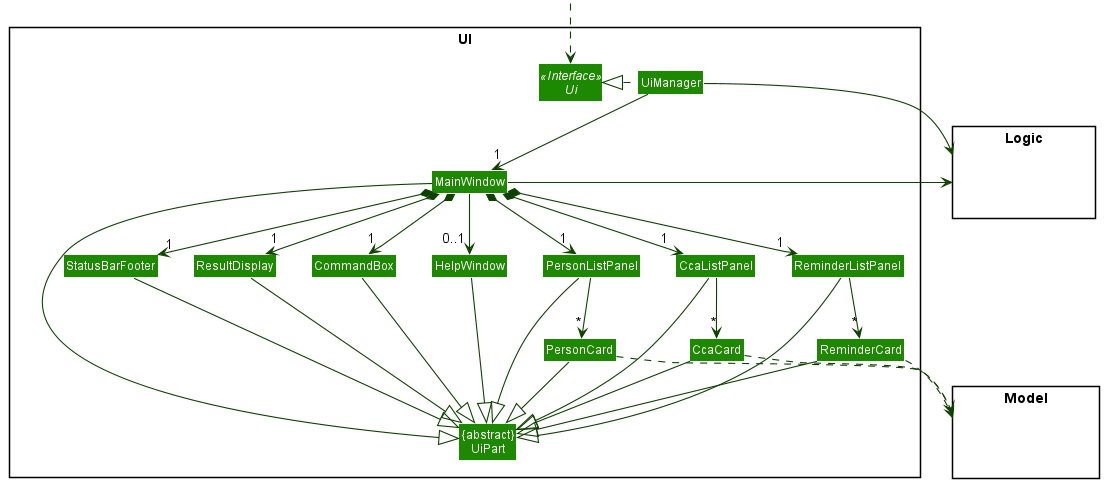 UI
«Interface»
Ui
UiManager
Logic
1
MainWindow
1
1
1
0..1
1
1
1
StatusBarFooter
ResultDisplay
CommandBox
HelpWindow
PersonListPanel
CcaListPanel
ReminderListPanel
*
*
*
PersonCard
CcaCard
ReminderCard
Model
{abstract}
UiPart